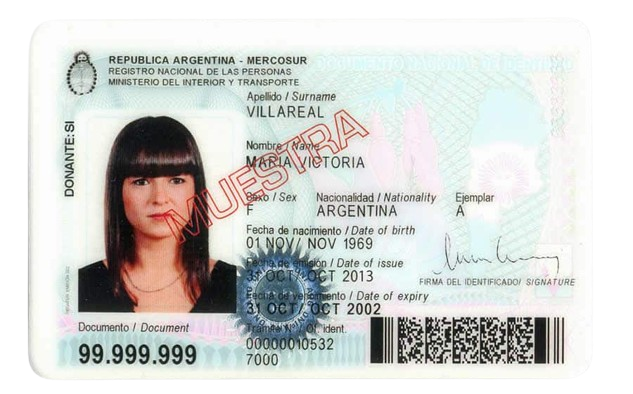 REPUBLICA ARGENTINA - MERCOSUR
REGISTRO NACIONAL DE LAS PERSONAS
MINISTERIO DEL INTERIOR Y TRANSPORTE
Apellido / Surname
VILLAREAL
Nombre / Name
MARIA VICTORIA
Sexo / Sex Nacionalidad / Nationality Ejemplar
F ARGENTINA A
Fecha de nacimiento / Date of birth
01 NOV/ NOV 1969
Fecha de emisión / Date of issue
31 OCT/ OCT 2013
FIRMA DEL IDENTIFICADO/ SIGNATURE
Fecha de vencimiento / Date of expiry
31 OCT/ OCT 2002
Trámite N° / Of. ident.
00000010532
7000
DONANTE: SI
MUESTRA
Documento / Document
99.999.999